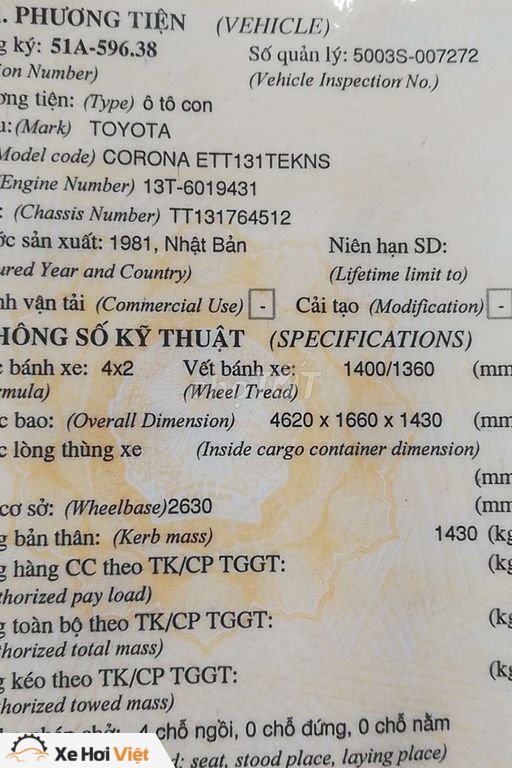 . PHƯƠNG TIỆN (VEHICLE)
ký: 51A-596.38 Số quản lý: 5003S-007272
Number) (Vehicle Inspection No.)
tiện: (Type) ô tô con
(Mark) TOYOTA
Model code) CORONA ETT131TEKNS
(Engine Number) 13T-6019431
: (Chassis Number) TT131764512
sản xuất: 1981, Nhật Bản Niên hạn SD:
Year and Country) (Lifetime limit to)
vận tải (Commercial Use) - Cải tạo (Modification) -
HÔNG SỐ KỸ THUẬT (SPECIFICATIONS)
bánh xe: 4x2 Vết bánh xe: 1400/1360 (mm
(Wheel Tread)
bao: (Overall Dimension) 4620 x 1660 x 1430 (mm
lòng thùng xe (Inside cargo container dimension)
(mm
cơ sở: (Wheelbase)2630 (mm
bản thân: (Kerb mass) 1430 (kg
hàng CC theo TK/CP TGGT: (kg
thorized pay load)
toàn bộ theo TK/CP TGGT: (kg
thorized total mass)
kéo theo TK/CP TGGT: (kg
thorized towed mass)
4 chỗ ngồi, 0 chỗ đứng, 0 chỗ nằm
Xe Hơi Việt : seat, stood place, laying place)